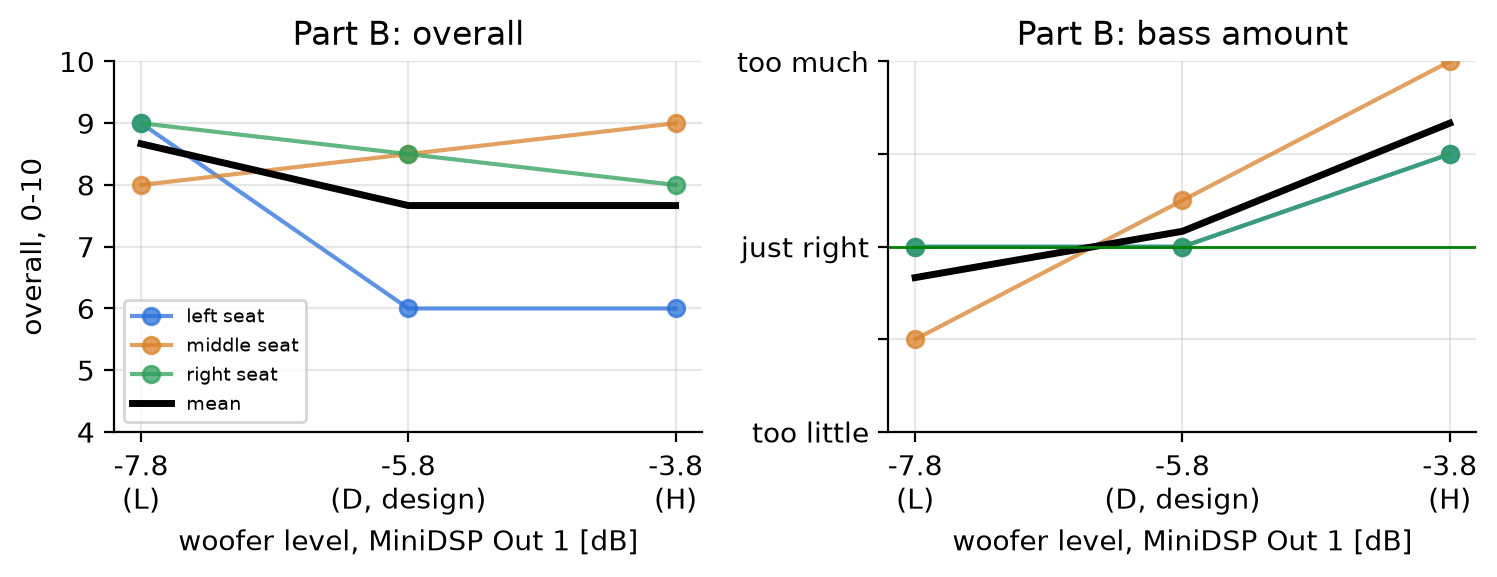 Part B: overall
10
9
8
7
6
5
4
overall, 0-10
left seat
middle seat
right seat
mean
-7.8
(L)
-5.8
(D, design)
-3.8
(H)
woofer level, MiniDSP Out 1 [dB]
Part B: bass amount
too much
just right
too little
-7.8
(L)
-5.8
(D, design)
-3.8
(H)
woofer level, MiniDSP Out 1 [dB]